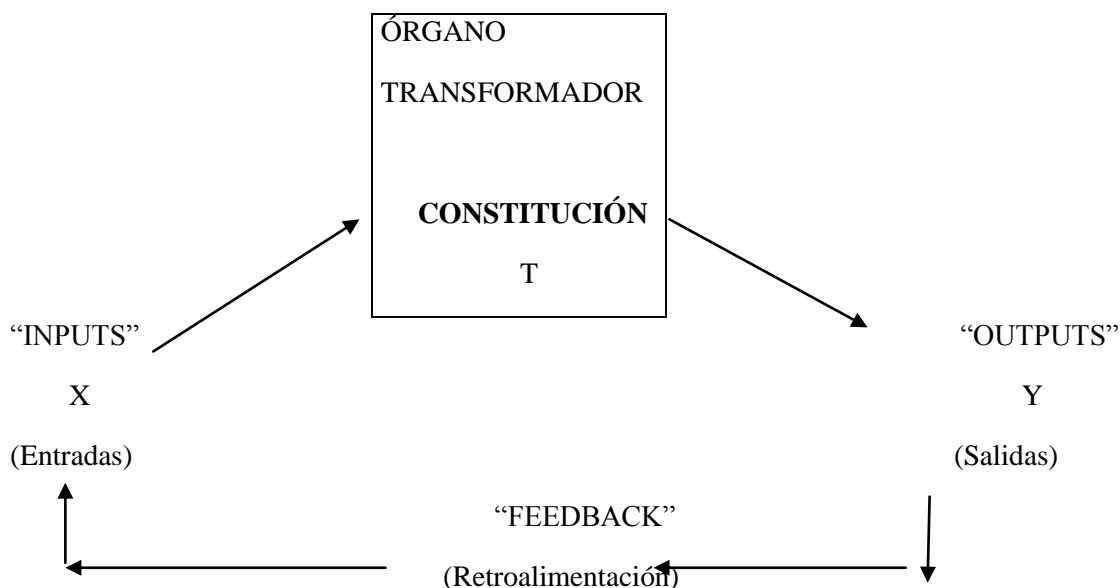 ÓRGANO
TRANSFORMADOR
CONSTITUCIÓN
T
“INPUTS”
X
(Entradas)
“OUTPUTS”
Y
(Salidas)
“FEEDBACK”
(Retroalimentación)